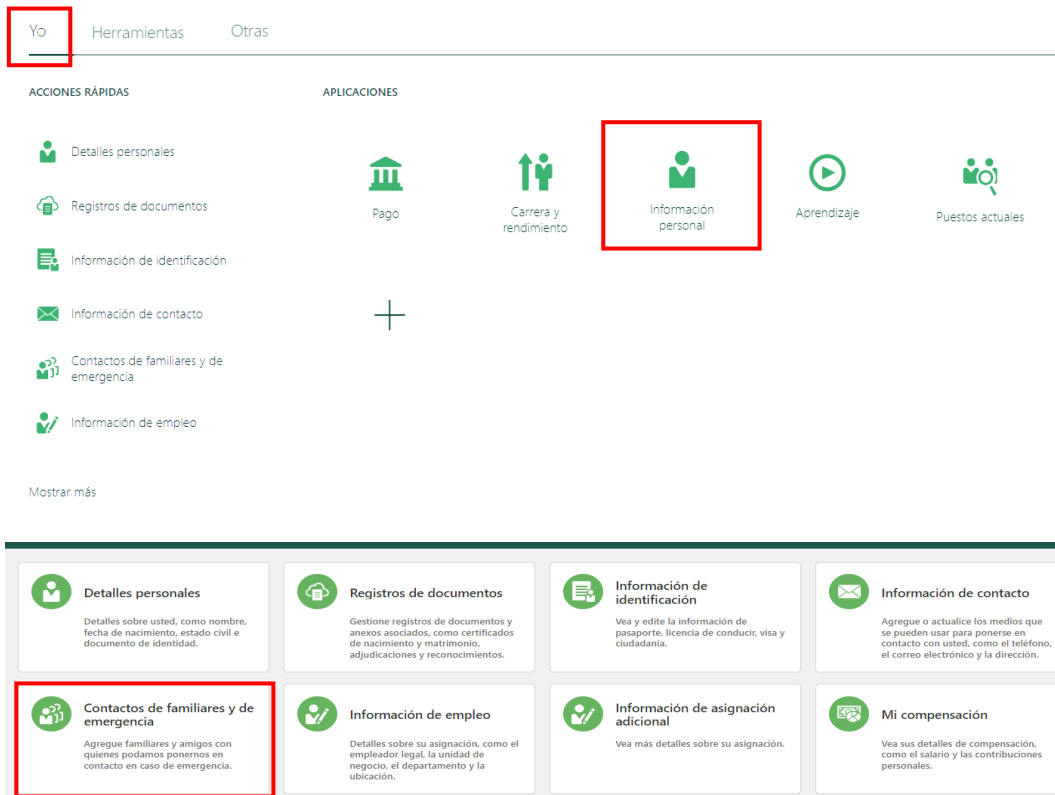 Yo
Herramientas
Otras
ACCIONES RÁPIDAS
APLICACIONES
Detalles personales
Registros de documentos
Información de identificación
Información de contacto
Contactos de familiares y de
emergencia
Información de empleo
Mostrar más
Pago
Carrera y
rendimiento
Información
personal
Aprendizaje
Puestos actuales
Detalles personales
Detalles sobre usted, como nombre,
fecha de nacimiento, estado civil e
documento de identidad.
Registros de documentos
Gestione registros de documentos y
anexos asociados, como certificados
de nacimiento y matrimonio,
adjudicaciones y reconocimientos.
Información de
identificación
Vea y edite la información de
pasaporte, licencia de conducir, visa y
ciudadanía.
Información de contacto
Agregue o actualice los medios que
se pueden usar para ponerse en
contacto con usted, como el teléfono,
el correo electrónico y la dirección.
Contactos de familiares y de
emergencia
Agregue familiares y amigos con
quienes podamos ponernos en
contacto en caso de emergencia.
Información de empleo
Detalles sobre su asignación, como el
empleador legal, la unidad de
negocio, el departamento y la
ubicación.
Información de asignación
adicional
Vea más detalles sobre su asignación.
Mi compensación
Vea sus detalles de compensación,
como el salario y las contribuciones
personales.